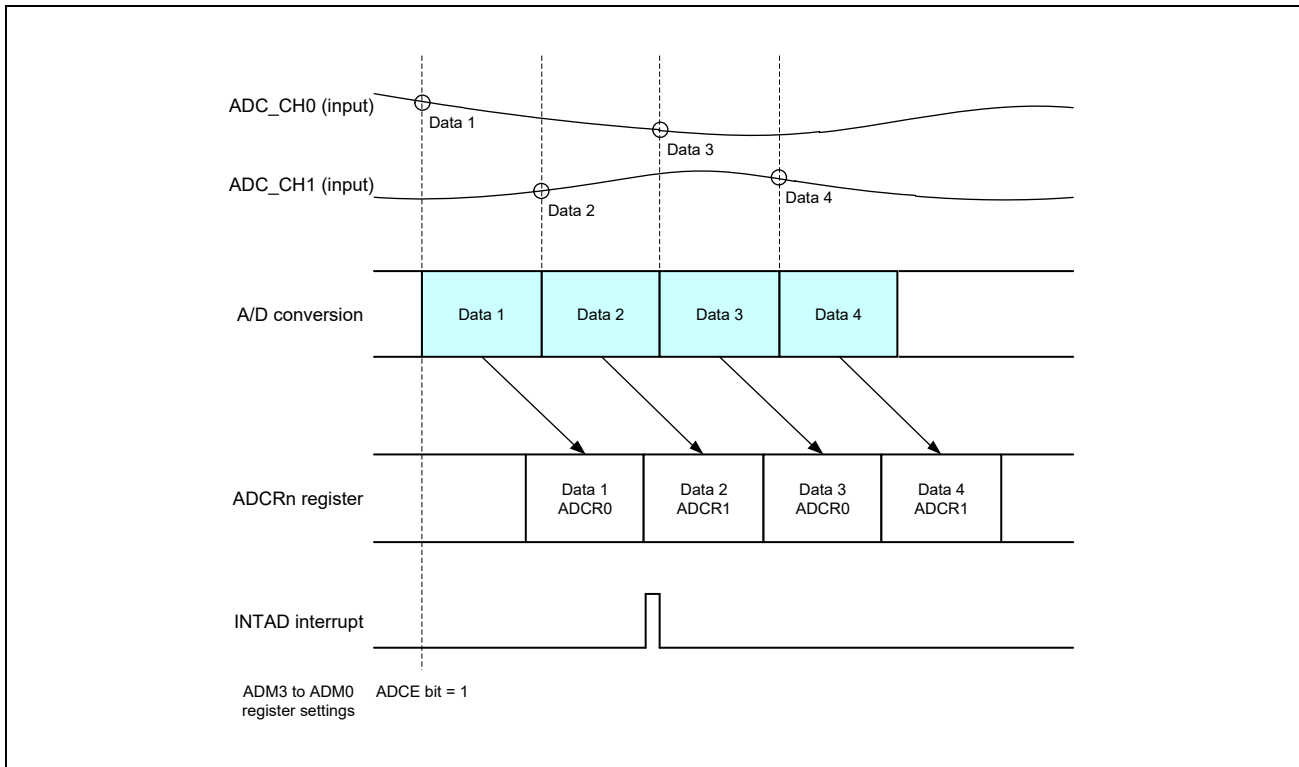 ADC_CH0 (input)
Data 1
Data 3
ADC_CH1 (input)
Data 2
Data 4
A/D conversion
Data 1
Data 2
Data 3
Data 4
ADCRn register
Data 1
ADCR0
Data 2
ADCR1
Data 3
ADCR0
Data 4
ADCR1
INTAD interrupt
ADM3 to ADM0
register settings
ADCE bit = 1